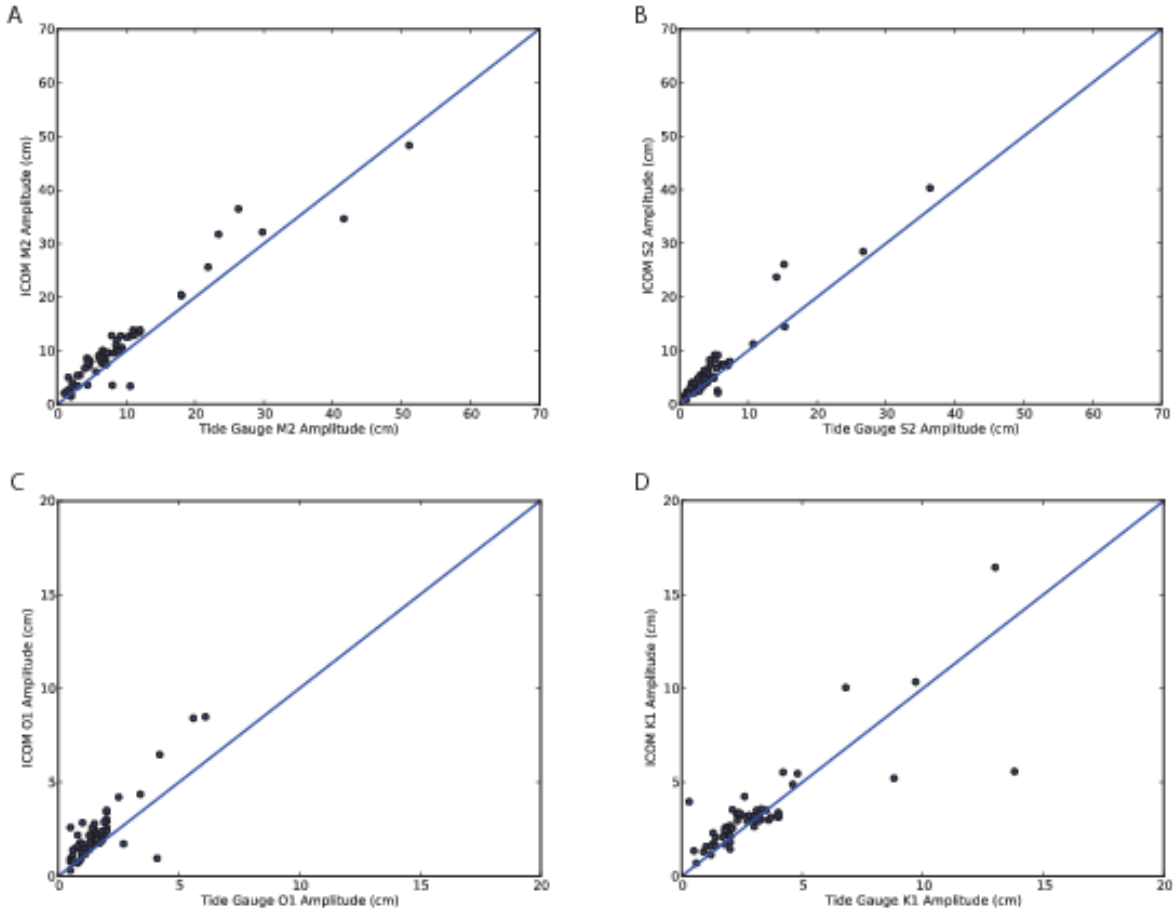 A
70
60
50
40
30
20
10
0
0 10 20 30 40 50 60 70
ICOM M2 Amplitude (cm)
Tide Gauge M2 Amplitude (cm)
B
70
60
50
40
30
20
10
0
0 10 20 30 40 50 60 70
ICOM S2 Amplitude (cm)
Tide Gauge S2 Amplitude (cm)
C
20
15
10
5
0
0 5 10 15 20
ICOM O1 Amplitude (cm)
Tide Gauge O1 Amplitude (cm)
D
20
15
10
5
0
0 5 10 15 20
ICOM K1 Amplitude (cm)
Tide Gauge K1 Amplitude (cm)